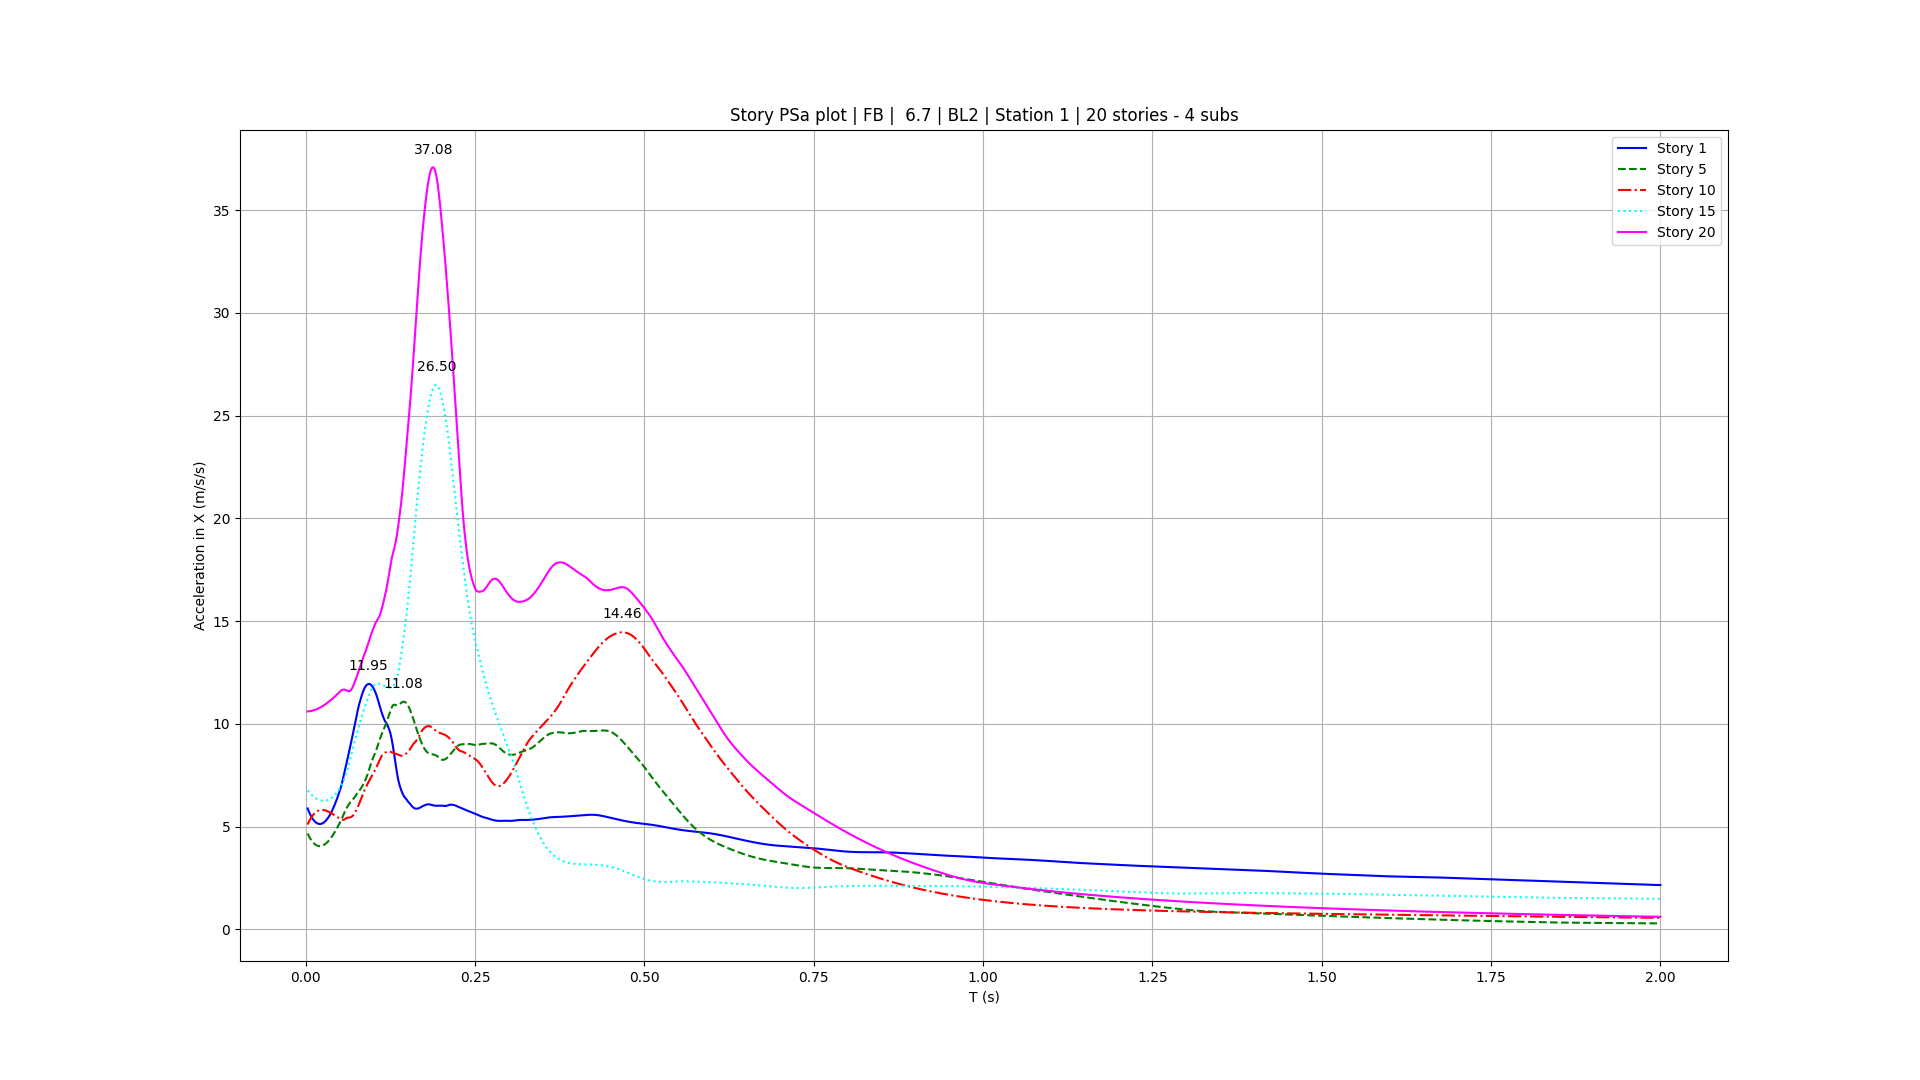 Story PSa plot | FB |  6.7 | BL2 | Station 1 | 20 stories - 4 subs
37.08
26.50
14.46
11.95
11.08
Story 1
Story 5
Story 10
Story 15
Story 20
Acceleration in X (m/s/s)
35
30
25
20
15
10
5
0
0.00
0.25
0.50
0.75
1.00
1.25
1.50
1.75
2.00
T (s)